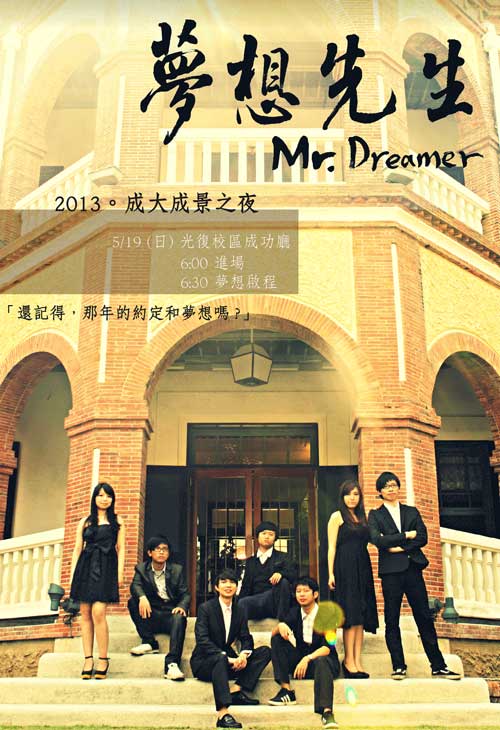 夢想先生
Mr. Dreamer
2013。成大成景之夜
5/19 (日) 光復校區成功廳
6:00 進場
6:30 夢想啟程
「還記得，那年的約定和夢想嗎？」